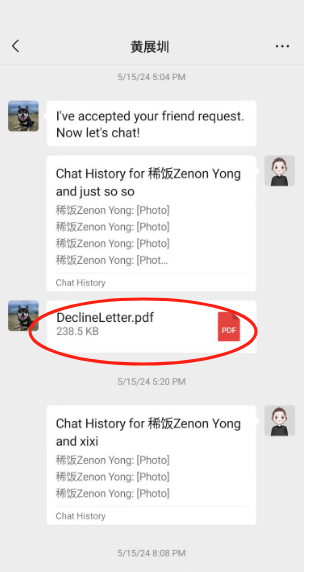 黄展圳
5/15/24 5:04 PM
I've accepted your friend request.
Now let's chat!
Chat History for 稀饭Zenon Yong
and just so so
稀饭Zenon Yong: [Photo]
稀饭Zenon Yong: [Photo]
稀饭Zenon Yong: [Photo]
稀饭Zenon Yong: [Phot...
Chat History
DeclineLetter.pdf
238.5 KB
PDF
5/15/24 5:20 PM
Chat History for 稀饭Zenon Yong
and xixi
稀饭Zenon Yong: [Photo]
稀饭Zenon Yong: [Photo]
稀饭Zenon Yong: [Photo]
Chat History
5/15/24 8:08 PM